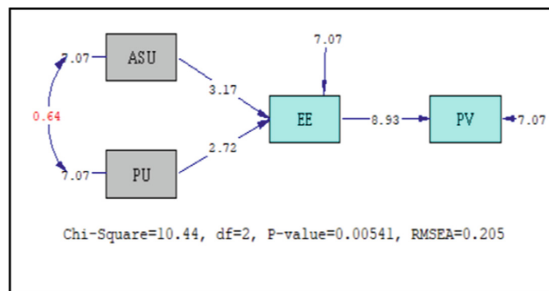 7.07
ASU
7.07
3.17
0.64
EE
8.93
PV
7.07
2.72
7.07
PU
Chi-Square=10.44, df=2, P-value=0.00541, RMSEA=0.205